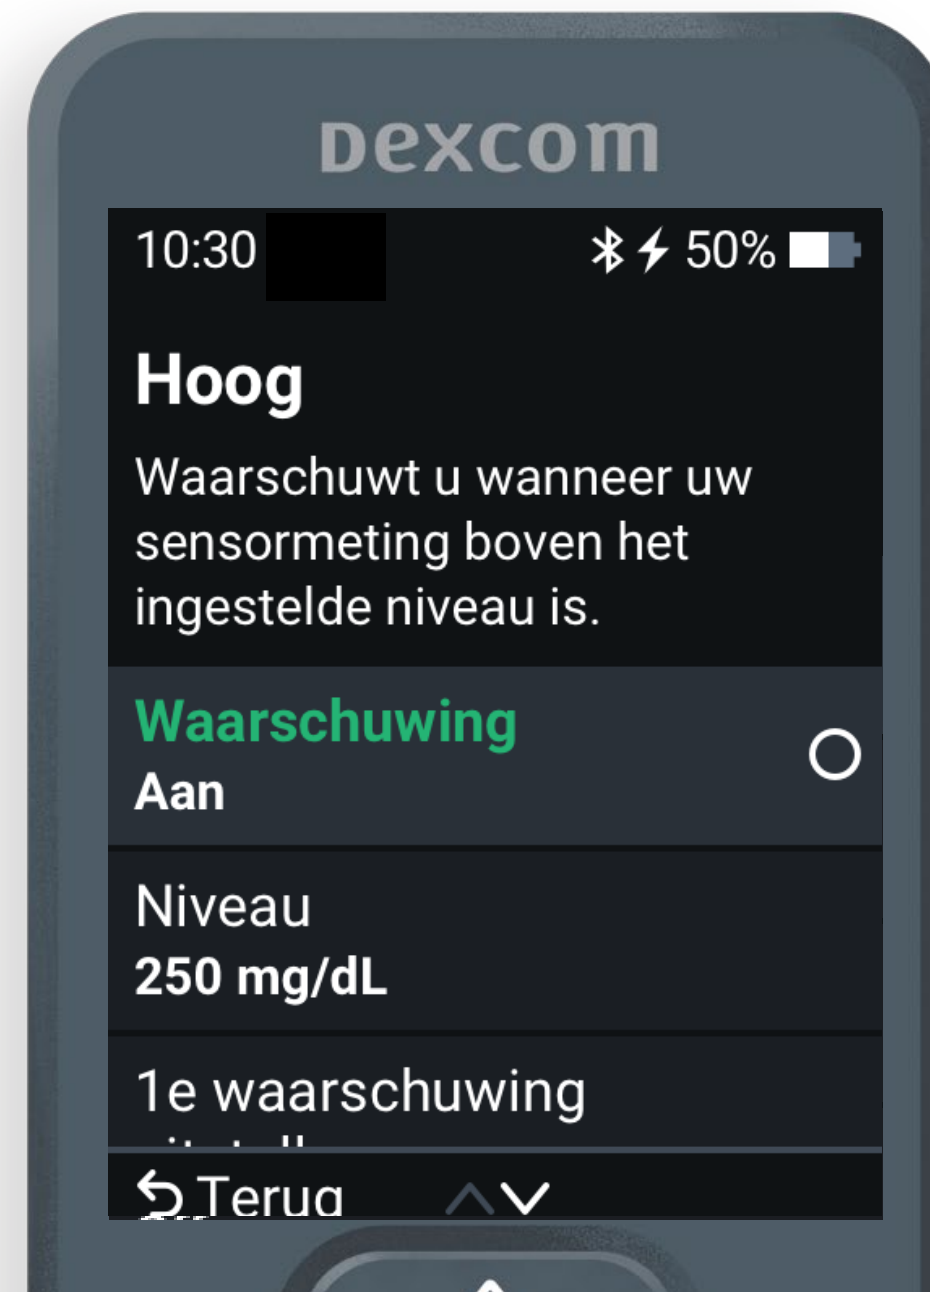 Dexcom
10:30
50%
Hoog
Waarschuwt u wanneer uw
sensormeting boven het
ingestelde niveau is.
Waarschuwing
Aan
Niveau
250 mg/dL
1e waarschuwing
Terug